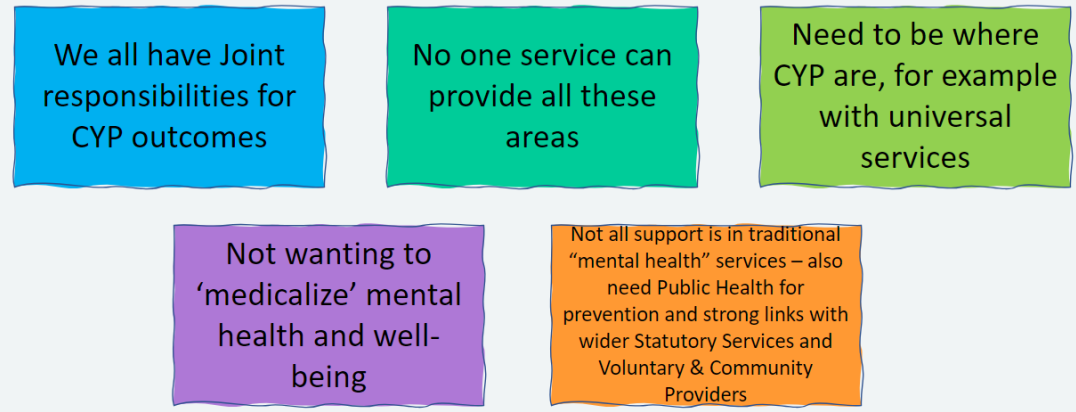 We all have Joint
responsibilities for
CYP outcomes
No one service can
provide all these
areas
Need to be where
CYP are, for example
with universal
services
Not wanting to
‘medicalize’ mental
health and well-
being
Not all support is in traditional
“mental health” services – also
need Public Health for
prevention and strong links with
wider Statutory Services and
Voluntary & Community
Providers